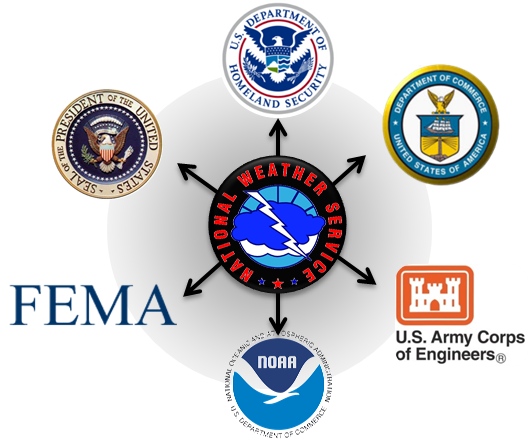 U.S. DEPARTMENT OF
HOMELAND SECURITY
SEAL OF THE PRESIDENT OF THE UNITED STATES
DEPARTMENT OF COMMERCE
UNITED STATES OF AMERICA
NATIONAL WEATHER SERVICE
FEMA
U.S. Army Corps
of Engineers®
NATIONAL OCEANIC AND ATMOSPHERIC ADMINISTRATION
NOAA
U.S. DEPARTMENT OF COMMERCE